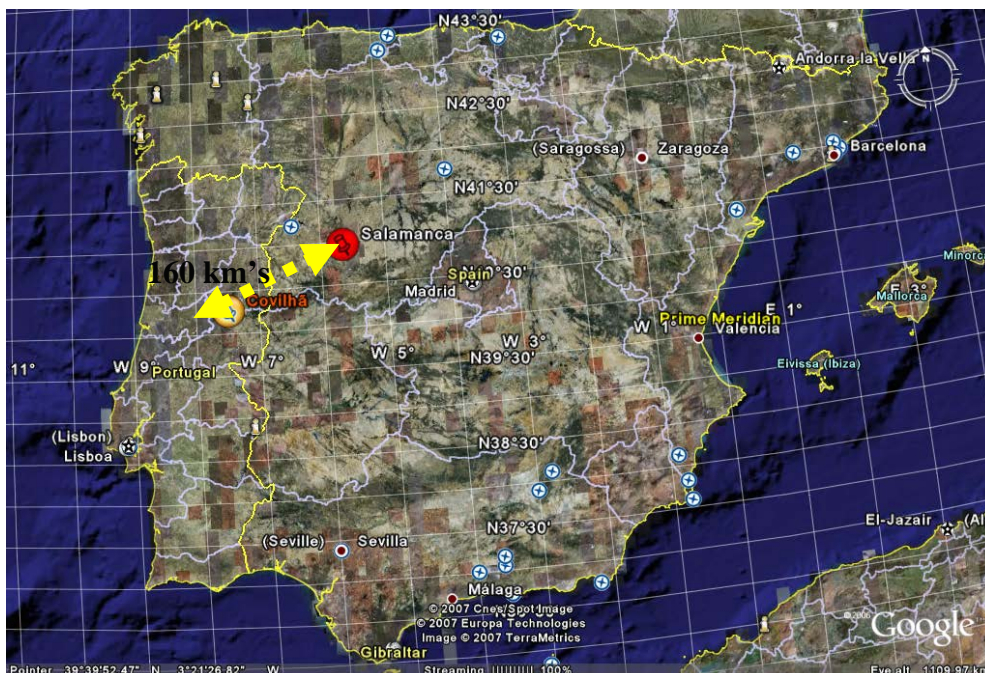 N43°30'
Andorra la Vella
N
N42°30'
(Saragossa) Zaragoza
Barcelona
N41°30'
Salamanca
Minorca
160 km's
Spain
Madrid
E 3°
Mallorca
Covilhã
Prime Meridian
E 1°
W 1°
Valencia
W 3°
W 5°
W 7°
W 9°
11°
N39°30'
Eivissa (Ibiza)
Portugal
(Lisbon)
Lisboa
N38°30'
N37°30'
El-Jazair
(Seville) Sevilla
Málaga
© 2007 Cnes/Spot Image
© 2007 Europa Technologies
Image © 2007 TerraMetrics
Google
Gibraltar
Pointer 39°39'52.47" N 3°21'26.82" W Streaming 100% Eye alt 1109.97 km